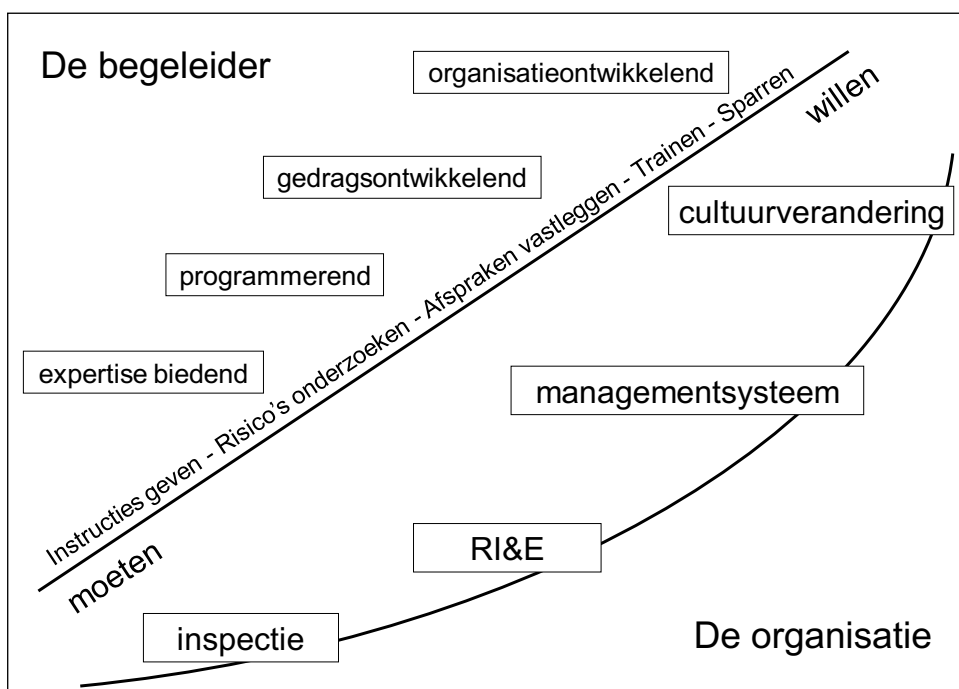 De begeleider
organisatieontwikkelend
willen
gedragsontwikkelend
cultuurverandering
programmerend
Instructies geven - Risico’s onderzoeken - Afspraken vastleggen - Trainen - Sparren
expertise biedend
managementsysteem
RI&E
moeten
inspectie
De organisatie